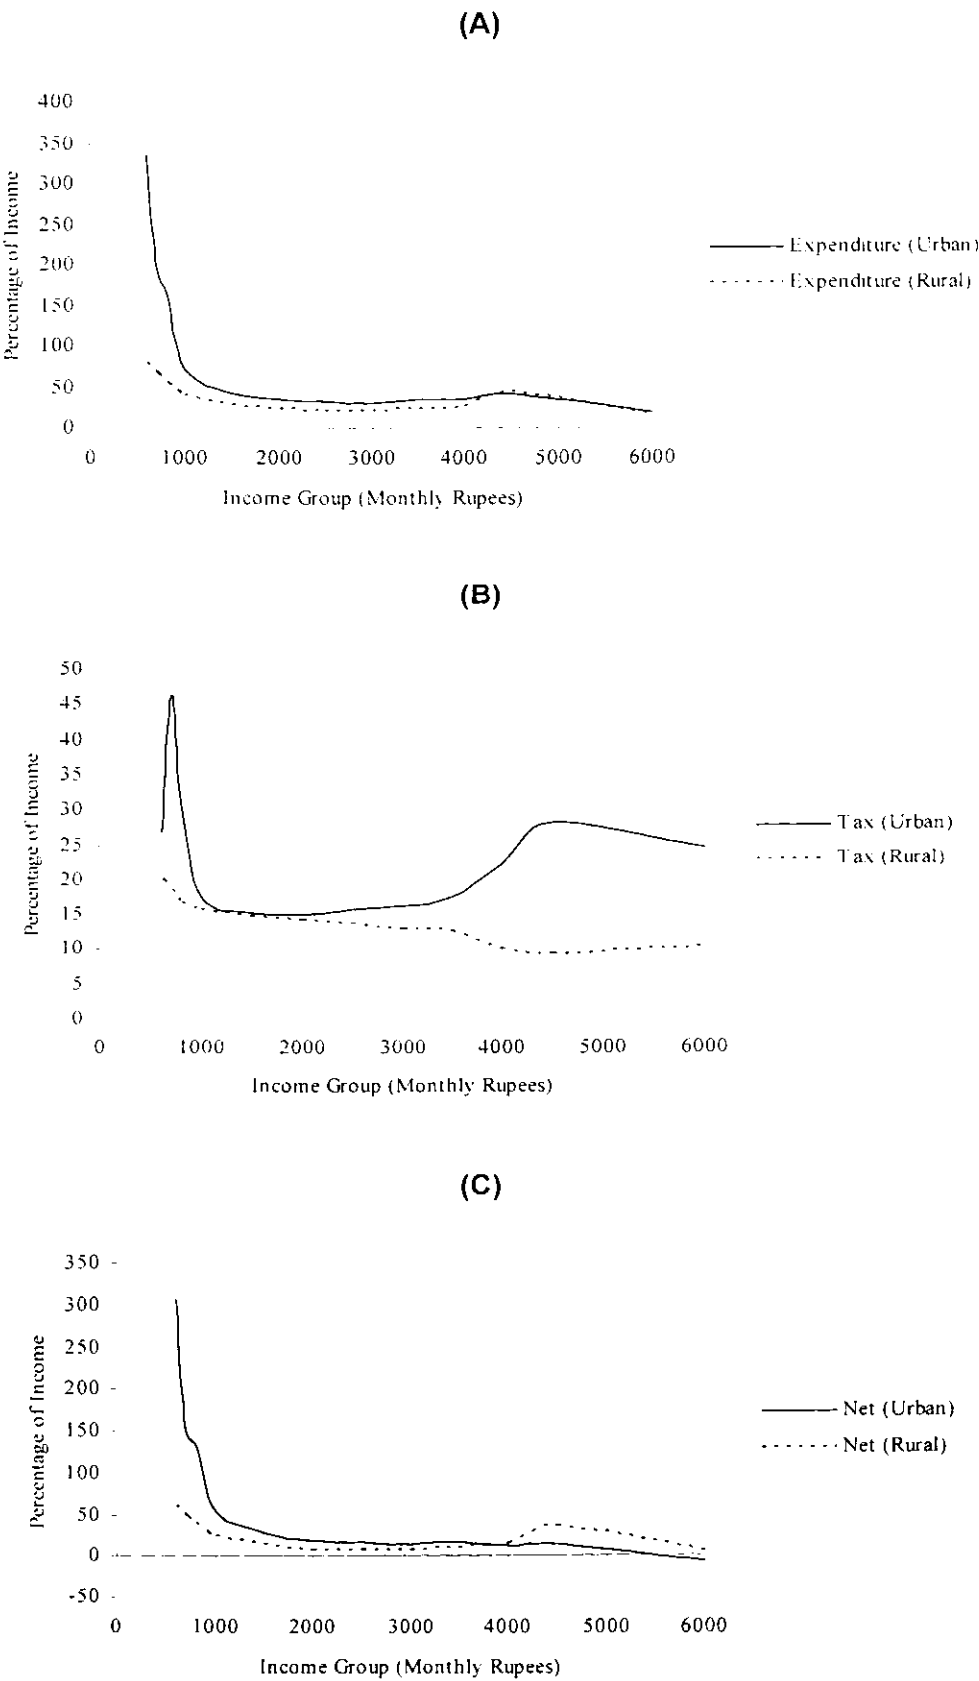 (A)
400
350
300
250
200
150
100
50
0
Percentage of Income
0 1000 2000 3000 4000 5000 6000
Income Group (Monthly Rupees)
Expenditure (Urban)
Expenditure (Rural)
(B)
50
45
40
35
30
25
20
15
10
5
0
Percentage of Income
0 1000 2000 3000 4000 5000 6000
Income Group (Monthly Rupees)
Tax (Urban)
Tax (Rural)
(C)
350
300
250
200
150
100
50
0
-50
Percentage of Income
0 1000 2000 3000 4000 5000 6000
Income Group (Monthly Rupees)
Net (Urban)
Net (Rural)